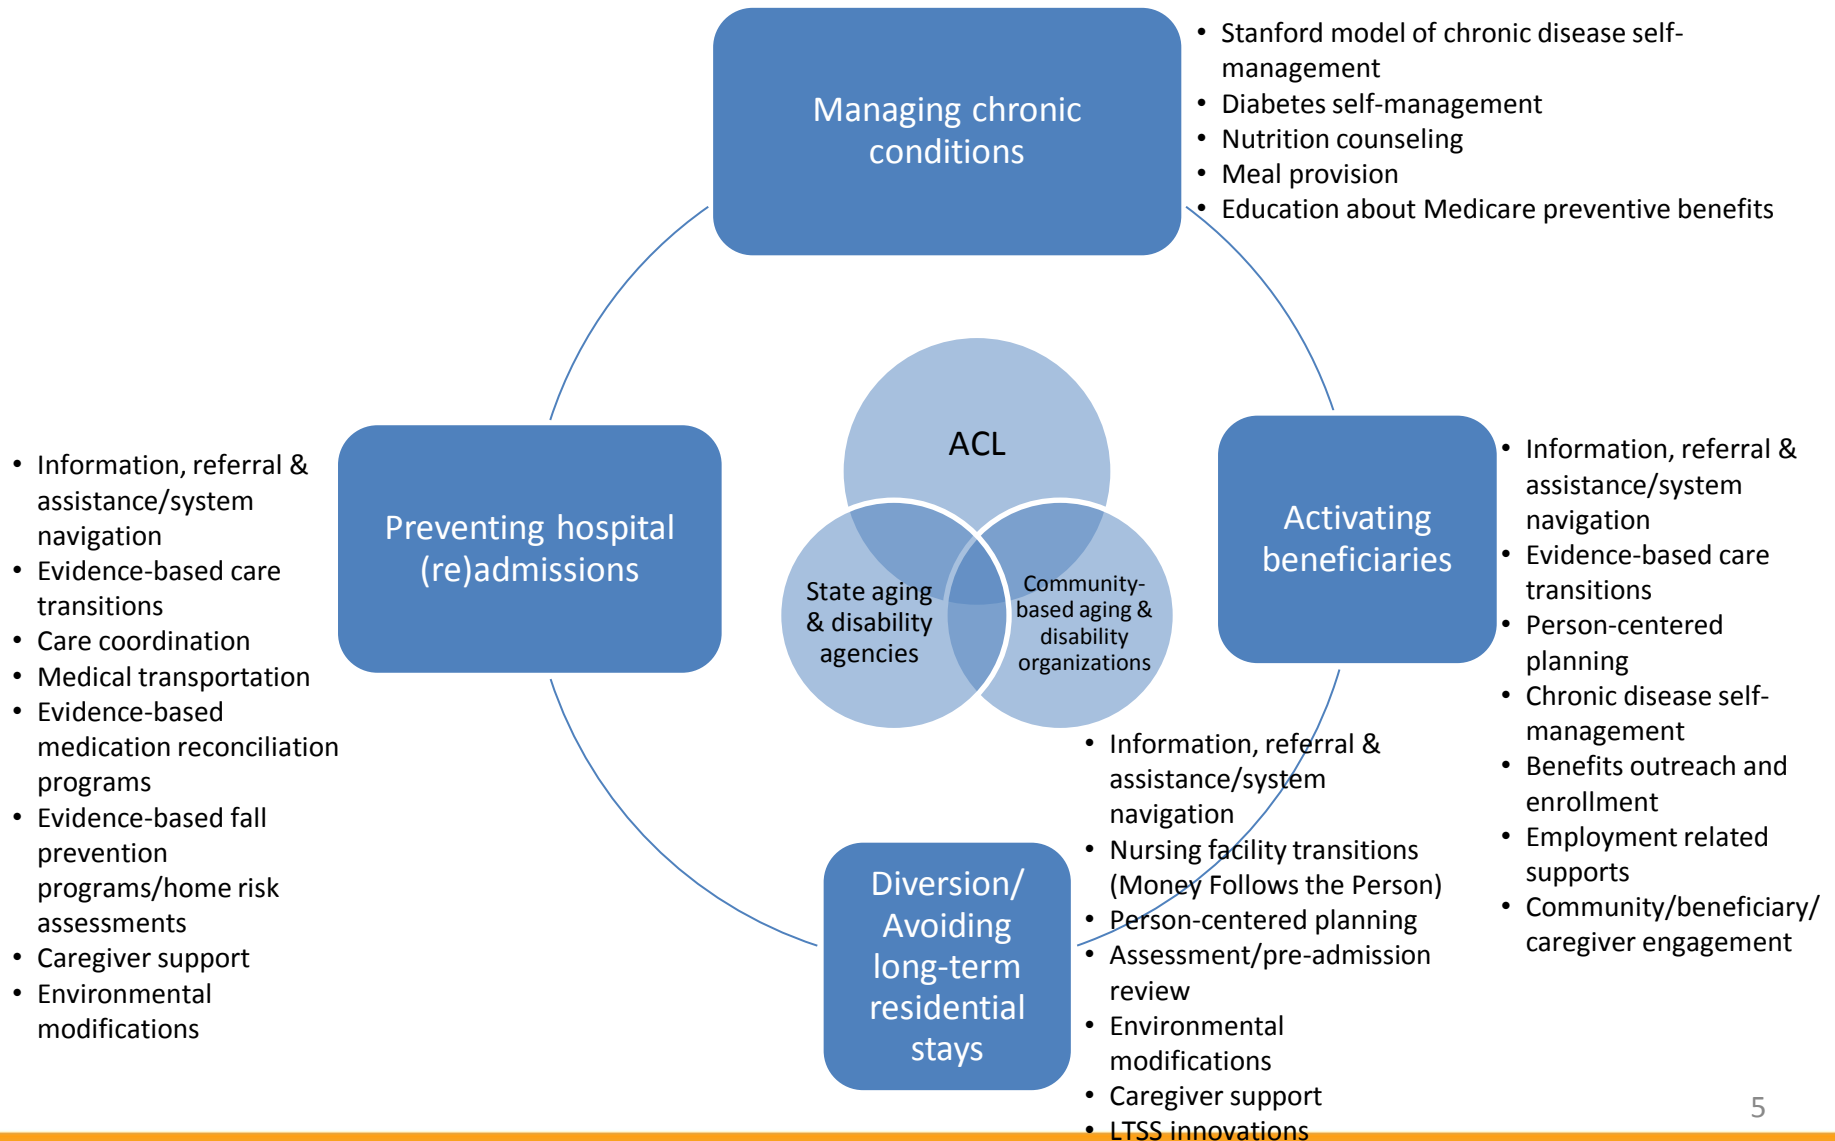 Managing chronic
conditions
• Stanford model of chronic disease self-
management
• Diabetes self-management
• Nutrition counseling
• Meal provision
• Education about Medicare preventive benefits
ACL
State aging
& disability
agencies
Community-
based aging &
disability
organizations
Preventing hospital
(re)admissions
• Information, referral &
assistance/system
navigation
• Evidence-based care
transitions
• Care coordination
• Medical transportation
• Evidence-based
medication reconciliation
programs
• Evidence-based fall
prevention
programs/home risk
assessments
• Caregiver support
• Environmental
modifications
Activating
beneficiaries
• Information, referral &
assistance/system
navigation
• Evidence-based care
transitions
• Person-centered
planning
• Chronic disease self-
management
• Benefits outreach and
enrollment
• Employment related
supports
• Community/beneficiary/
caregiver engagement
Diversion/
Avoiding
long-term
residential
stays
• Information, referral &
assistance/system
navigation
• Nursing facility transitions
(Money Follows the Person)
• Person-centered planning
• Assessment/pre-admission
review
• Environmental
modifications
• Caregiver support
• LTSS innovations
5